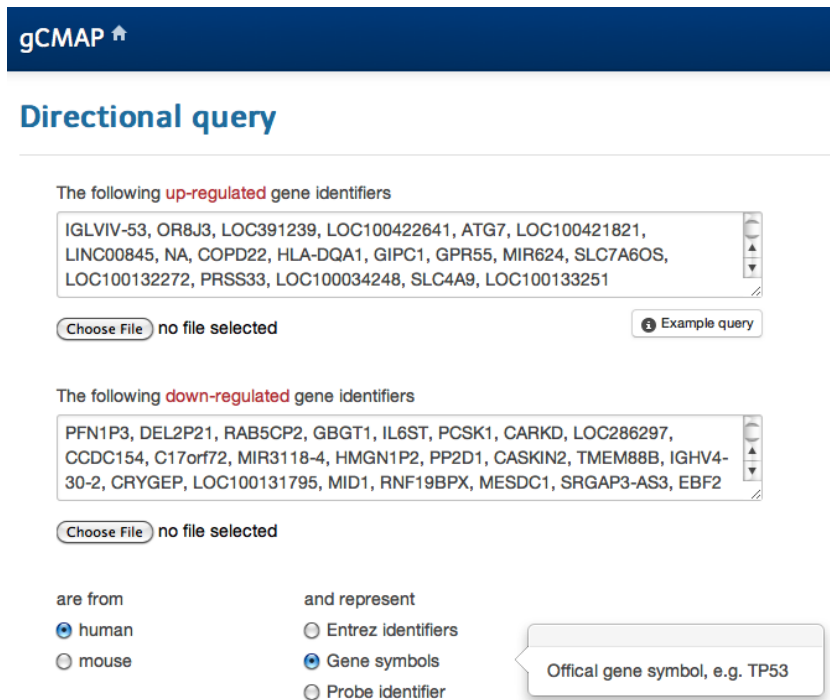 gCMAP
Directional query
The following up-regulated gene identifiers
IGLVIV-53, OR8J3, LOC391239, LOC100422641, ATG7, LOC100421821,
LINC00845, NA, COPD22, HLA-DQA1, GIPC1, GPR55, MIR624, SLC7A6OS,
LOC100132272, PRSS33, LOC100034248, SLC4A9, LOC100133251
Choose File no file selected
Example query
The following down-regulated gene identifiers
PFN1P3, DEL2P21, RAB5CP2, GBGT1, IL6ST, PCSK1, CARKD, LOC286297,
CCDC154, C17orf72, MIR3118-4, HMGN1P2, PP2D1, CASKIN2, TMEM88B, IGHV4-
30-2, CRYGEP, LOC100131795, MID1, RNF19BPX, MESDC1, SRGAP3-AS3, EBF2
Choose File no file selected
are from and represent
human Entrez identifiers
mouse Gene symbols Offical gene symbol, e.g. TP53
Probe identifier